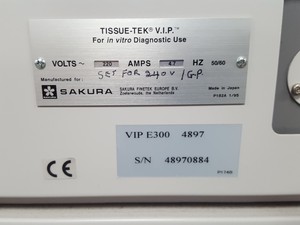 TISSUE-TEK® V.I.P.™
For in vitro Diagnostic Use
VOLTS ~ 220 AMPS 4.7 HZ 50/60
SET FOR 240V/GP
Manufactured for:
SAKURA SAKURA FINETEK EUROPE B.V.
Zoeterwoude, the Netherlands
Made in Japan
VIP E300 4897
S/N 48970884
CE